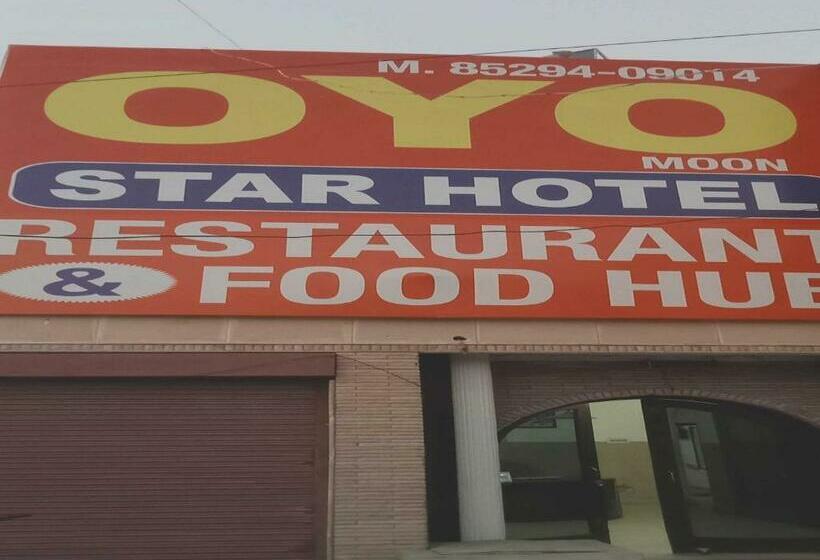 M. 85294-09014
OYO
MOON
STAR HOTEL
RESTAURANT
& FOOD HUB